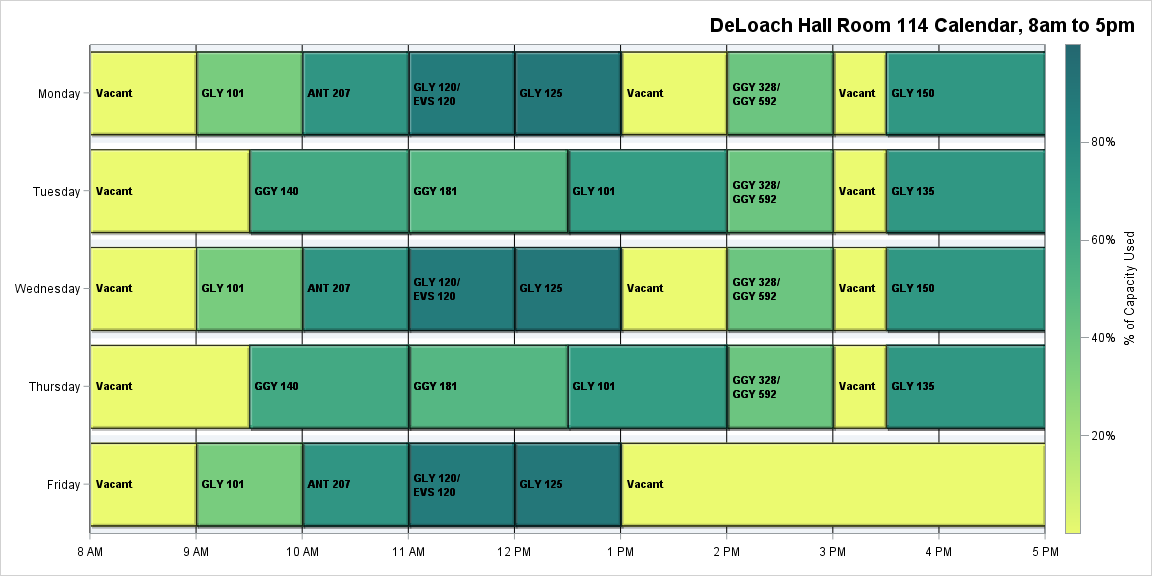 DeLoach Hall Room 114 Calendar, 8am to 5pm
Monday
Vacant
GLY 101
ANT 207
GLY 120/
EVS 120
GLY 125
Vacant
GGY 328/
GGY 592
Vacant
GLY 150
Tuesday
Vacant
GGY 140
GGY 181
GLY 101
GGY 328/
GGY 592
Vacant
GLY 135
Wednesday
Vacant
GLY 101
ANT 207
GLY 120/
EVS 120
GLY 125
Vacant
GGY 328/
GGY 592
Vacant
GLY 150
Thursday
Vacant
GGY 140
GGY 181
GLY 101
GGY 328/
GGY 592
Vacant
GLY 135
Friday
Vacant
GLY 101
ANT 207
GLY 120/
EVS 120
GLY 125
Vacant
8 AM
9 AM
10 AM
11 AM
12 PM
1 PM
2 PM
3 PM
4 PM
5 PM
80%
60%
40%
20%
% of Capacity Used